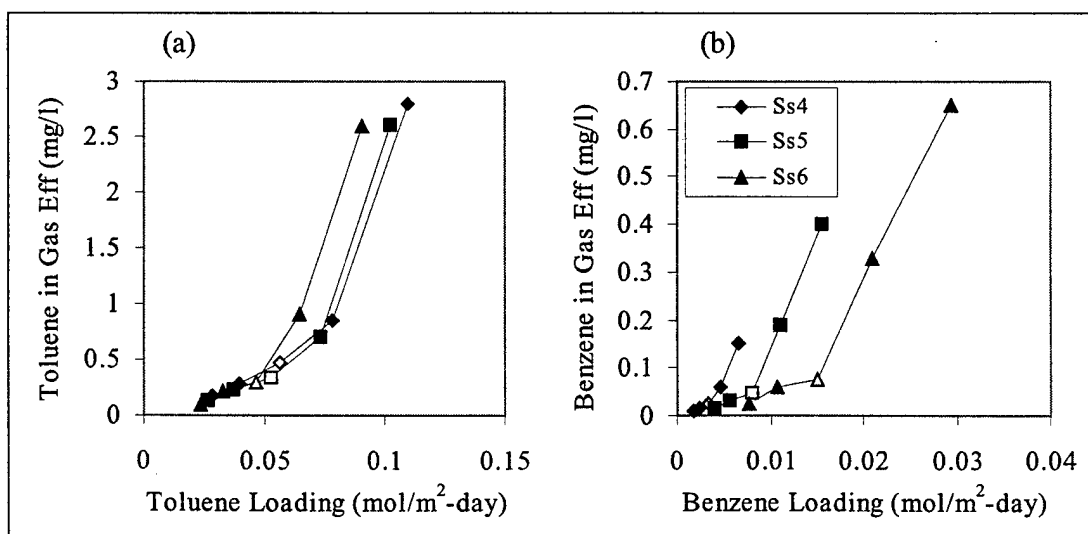 (a)
Toluene in Gas Eff (mg/l)
3
2.5
2
1.5
1
0.5
0
0
0.05
0.1
0.15
Toluene Loading (mol/m²-day)
(b)
Benzene in Gas Eff (mg/l)
0.7
0.6
0.5
0.4
0.3
0.2
0.1
0
Ss4
Ss5
Ss6
0
0.01
0.02
0.03
0.04
Benzene Loading (mol/m²-day)